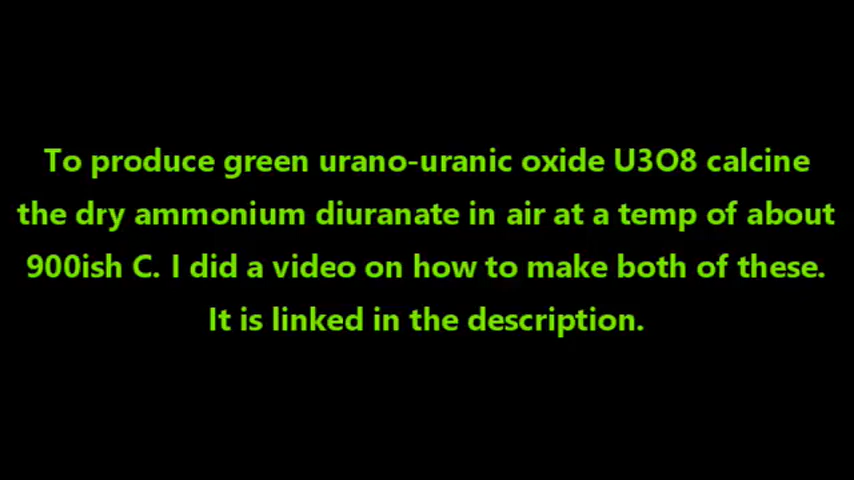 To produce green urano-uranic oxide U3O8 calcine
the dry ammonium diuranate in air at a temp of about
900ish C. I did a video on how to make both of these.
It is linked in the description.